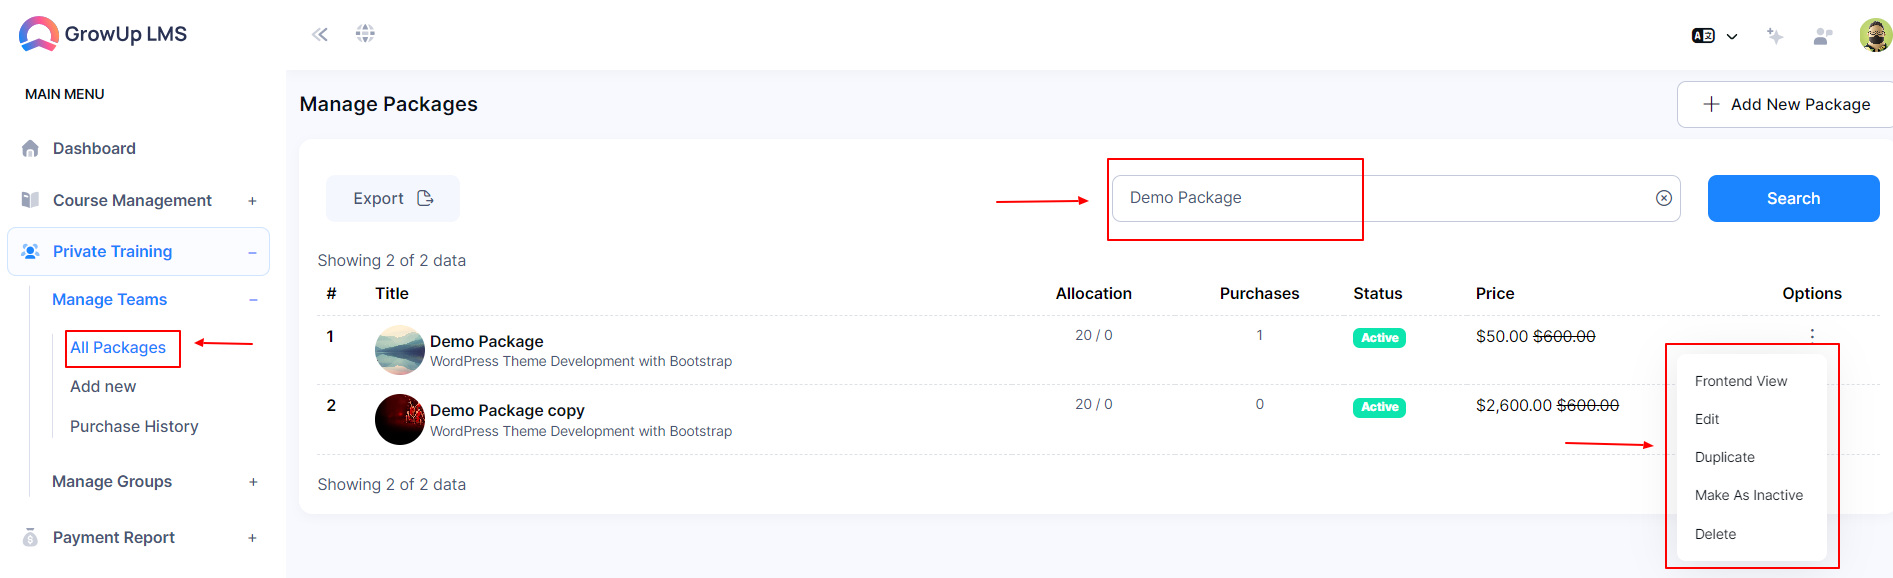 GrowUp LMS
MAIN MENU
Dashboard
Course Management +
Private Training –
Manage Teams –
All Packages
Add new
Purchase History
Manage Groups +
Payment Report +
Manage Packages
+ Add New Package
Export
Demo Package
Search
Showing 2 of 2 data
# Title Allocation Purchases Status Price Options
1 Demo Package 20 / 0 1 Active $50.00 $600.00
WordPress Theme Development with Bootstrap
2 Demo Package copy 20 / 0 0 Active $2,600.00 $600.00
WordPress Theme Development with Bootstrap
Showing 2 of 2 data
Frontend View
Edit
Duplicate
Make As Inactive
Delete